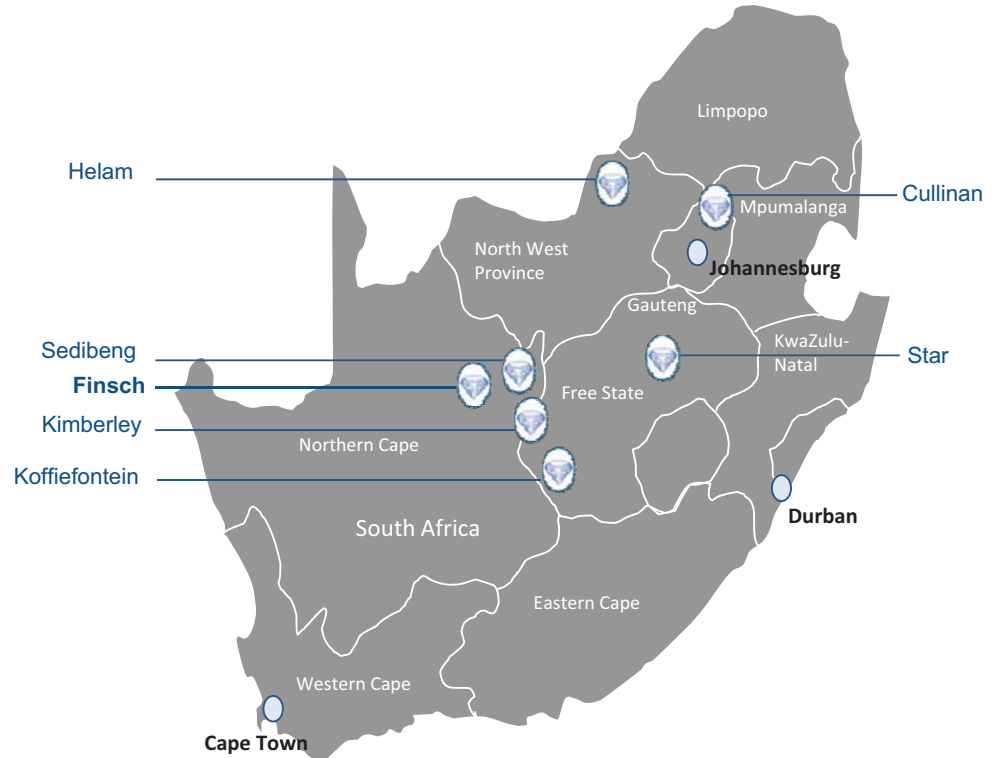 Limpopo
Helam
Cullinan
Mpumalanga
North West
Province
Johannesburg
Gauteng
Sedibeng
KwaZulu-
Natal
Star
Finsch
Free State
Kimberley
Northern Cape
Koffiefontein
South Africa
Durban
Eastern Cape
Western Cape
Cape Town